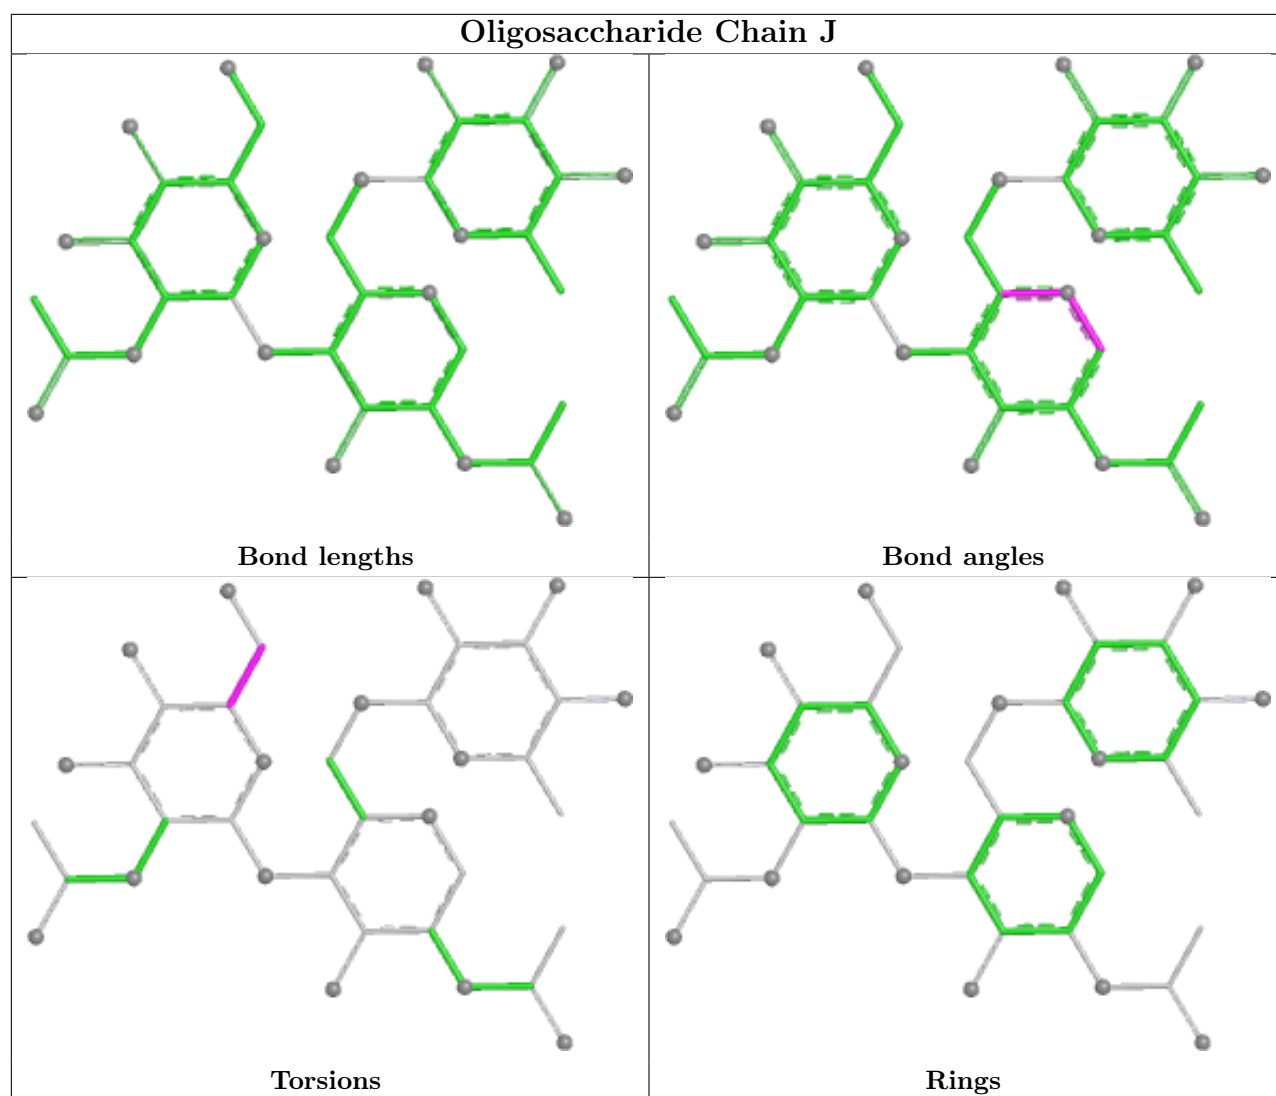 Oligosaccharide Chain J
Bond lengths
Bond angles
Torsions
Rings